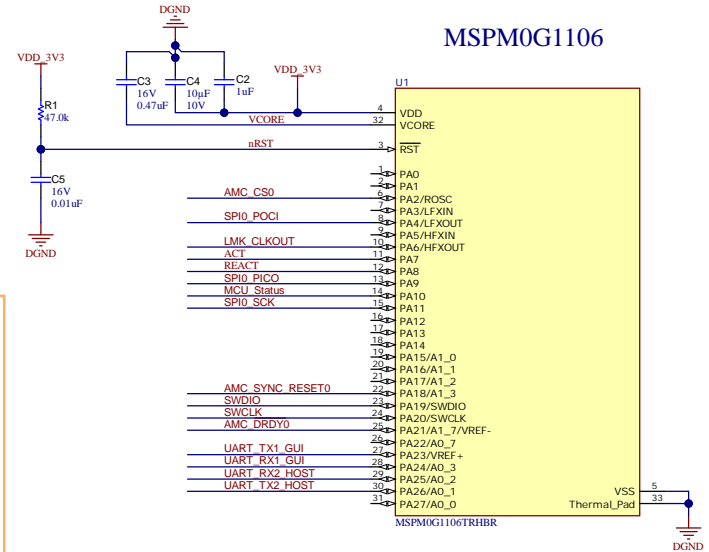 DGND
MSPM0G1106
VDD_3V3
VDD_3V3
C3
16V
0.47uF
C4
10µF
10V
C2
1uF
U1
R1
47.0k
VCORE
4
VDD
32
VCORE
nRST
3
RST
C5
16V
0.01uF
DGND
1
PA0
2
PA1
AMC_CS0
6
PA2/ROSC
7
PA3/LFXIN
SPI0_POCI
8
PA4/LFXOUT
9
PA5/HFXIN
LMK_CLKOUT
10
PA6/HFXOUT
ACT
11
PA7
REACT
12
PA8
SPI0_PICO
13
PA9
MCU_Status
14
PA10
SPI0_SCK
15
PA11
16
PA12
17
PA13
18
PA14
19
PA15/A1_0
20
PA16/A1_1
21
PA17/A1_2
AMC_SYNC_RESET0
22
PA18/A1_3
SWDIO
23
PA19/SWDIO
SWCLK
24
PA20/SWCLK
AMC_DRDY0
25
PA21/A1_7/VREF-
26
PA22/A0_7
UART_TX1_GUI
27
PA23/VREF+
UART_RX1_GUI
28
PA24/A0_3
UART_RX2_HOST
29
PA25/A0_2
UART_TX2_HOST
30
PA26/A0_1
31
PA27/A0_0
VSS
5
Thermal_Pad
33
MSPM0G1106TRHBR
DGND